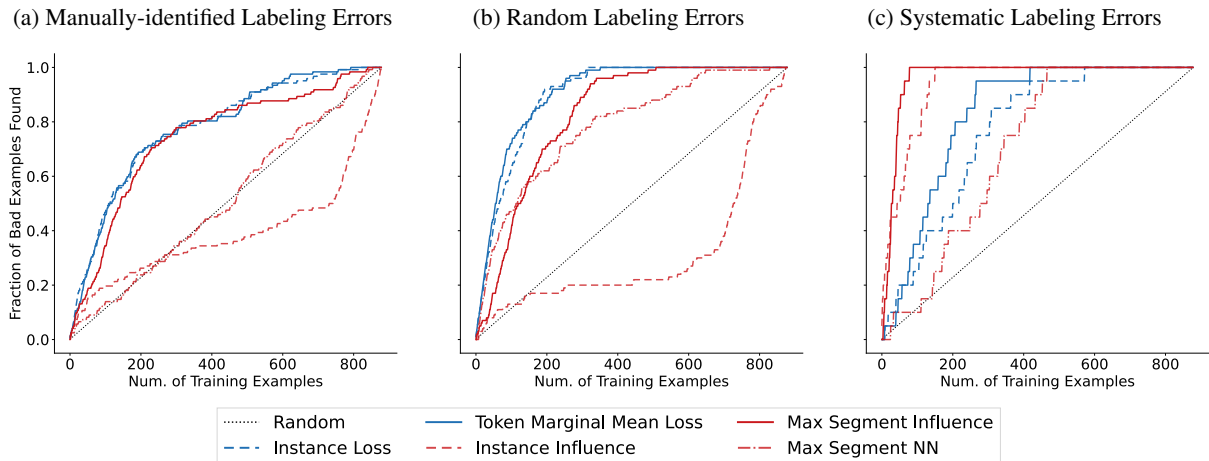 (a) Manually-identified Labeling Errors
(b) Random Labeling Errors
(c) Systematic Labeling Errors
Fraction of Bad Examples Found
1.0
0.8
0.6
0.4
0.2
0.0
0 200 400 600 800
Num. of Training Examples
0 200 400 600 800
Num. of Training Examples
0 200 400 600 800
Num. of Training Examples
Random
Instance Loss
Token Marginal Mean Loss
Instance Influence
Max Segment Influence
Max Segment NN